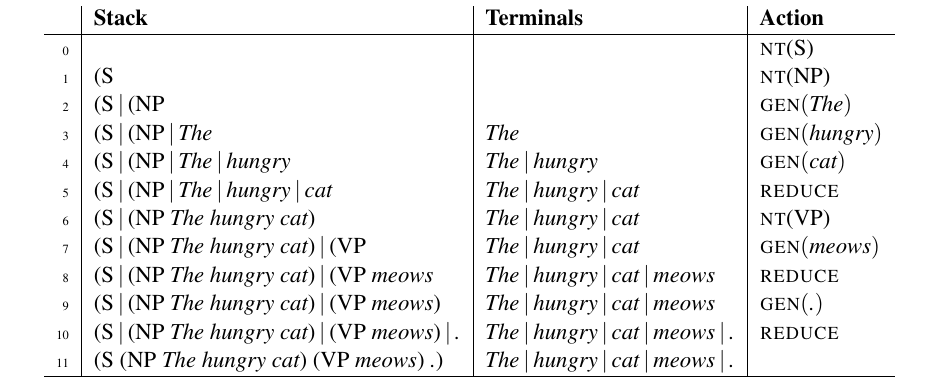 Stack Terminals Action
0 NT(S)
1 (S NT(NP)
2 (S | (NP GEN(The)
3 (S | (NP | The The GEN(hungry)
4 (S | (NP | The | hungry The | hungry GEN(cat)
5 (S | (NP | The | hungry | cat The | hungry | cat REDUCE
6 (S | (NP The hungry cat) The | hungry | cat NT(VP)
7 (S | (NP The hungry cat) | (VP The | hungry | cat GEN(meows)
8 (S | (NP The hungry cat) | (VP meows The | hungry | cat | meows REDUCE
9 (S | (NP The hungry cat) | (VP meows) The | hungry | cat | meows GEN(.)
10 (S | (NP The hungry cat) | (VP meows) | . The | hungry | cat | meows | . REDUCE
11 (S (NP The hungry cat) (VP meows) .) The | hungry | cat | meows | .